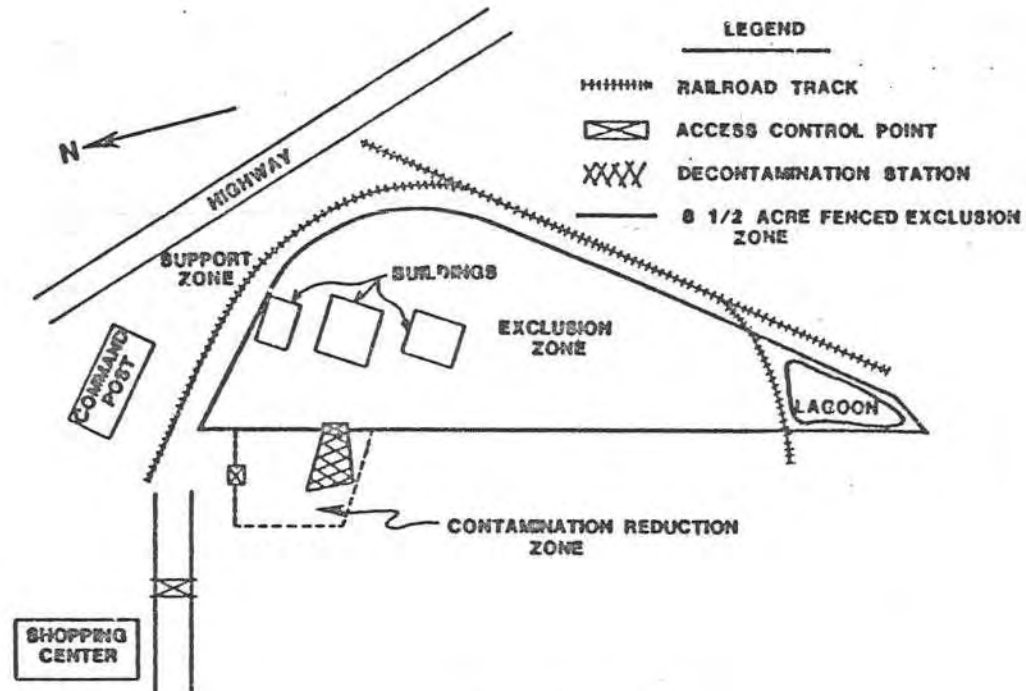 LEGEND
RAILROAD TRACK
ACCESS CONTROL POINT
DECONTAMINATION STATION
8 1/2 ACRE FENCED EXCLUSION
ZONE
N
HIGHWAY
SUPPORT
ZONE
BUILDINGS
EXCLUSION
ZONE
COMMAND
POST
LAGOON
CONTAMINATION REDUCTION
ZONE
SHOPPING
CENTER